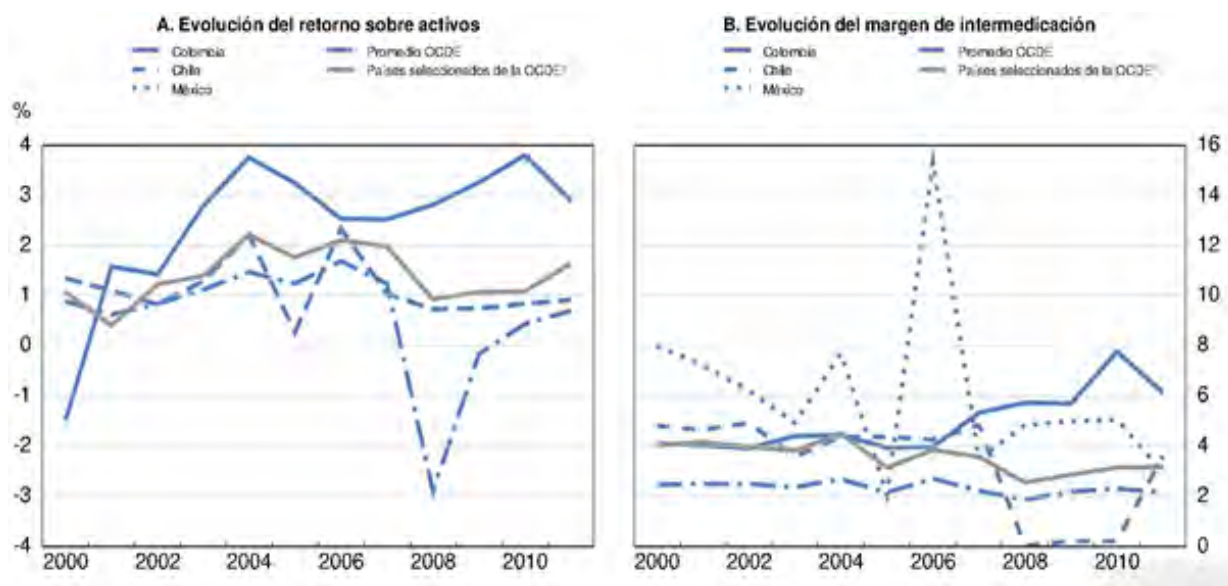 A. Evolución del retorno sobre activos
Colombia
Promedio OCDE
Chile
Países seleccionados de la OCDE¹
México
%
4
3
2
1
0
-1
-2
-3
-4
2000 2002 2004 2006 2008 2010
B. Evolución del margen de intermedicación
Colombia
Promedio OCDE
Chile
Países seleccionados de la OCDE¹
México
16
14
12
10
8
6
4
2
0
2000 2002 2004 2006 2008 2010